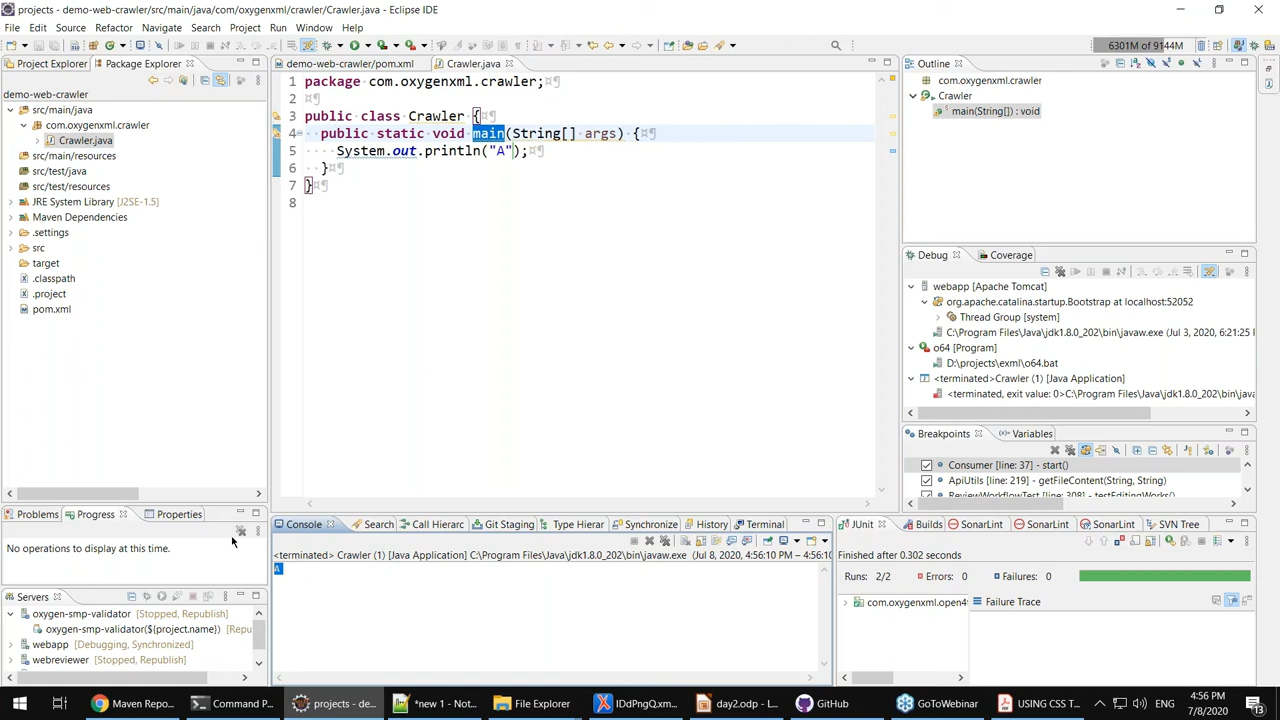 projects - demo-web-crawler/src/main/java/com/oxygenxml/crawler/Crawler.java - Eclipse IDE
File Edit Source Refactor Navigate Search Project Run Window Help
6301M of 9144M
Project Explorer
Package Explorer
demo-web-crawler
src/main/java
com.oxygenxml.crawler
Crawler.java
src/main/resources
src/test/java
src/test/resources
JRE System Library [J2SE-1.5]
Maven Dependencies
.settings
src
target
.classpath
.project
pom.xml
demo-web-crawler/pom.xml
Crawler.java
1 package com.oxygenxml.crawler;¤¶
2 ¤¶
3 public class Crawler {¤¶
4 public static void main(String[] args) {¤¶
5 System.out.println("A");¤¶
6 }¤¶
7 }¤¶
8
Outline
com.oxygenxml.crawler
Crawler
main(String[]) : void
Debug
Coverage
webapp [Apache Tomcat]
org.apache.catalina.startup.Bootstrap at localhost:52052
Thread Group [system]
C:\Program Files\Java\jdk1.8.0_202\bin\javaw.exe (Jul 3, 2020, 6:21:25
o64 [Program]
D:\projects\exml\o64.bat
<terminated>Crawler (1) [Java Application]
<terminated, exit value: 0>C:\Program Files\Java\jdk1.8.0_202\bin\javaw.exe
Breakpoints
Variables
Consumer [line: 37] - start()
ApiUtils [line: 219] - getFileContent(String, String)
ReviewWorkflowTest [line: 308] - testEditingWorks()
Problems
Progress
Properties
No operations to display at this time.
Servers
oxygen-smp-validator [Stopped, Republish]
oxygen-smp-validator(${project.name}) [Repu
webapp [Debugging, Synchronized]
webreviewer [Stopped, Republish]
Console
Search
Call Hierarc
Git Staging
Type Hierar
Synchronize
History
Terminal
<terminated> Crawler (1) [Java Application] C:\Program Files\Java\jdk1.8.0_202\bin\javaw.exe (Jul 8, 2020, 4:56:10 PM – 4:56:10
A
JUnit
Builds
SonarLint
SonarLint
SonarLint
SVN Tree
Finished after 0.302 seconds
Runs: 2/2
Errors: 0
Failures: 0
com.oxygenxml.open4
Failure Trace
Maven Repo...
Command P...
projects - de...
*new 1 - Not...
File Explorer
IDdPngQ.xm...
day2.odp - L...
GitHub
GoToWebinar
USING CSS T...
ENG
4:56 PM
7/8/2020
13